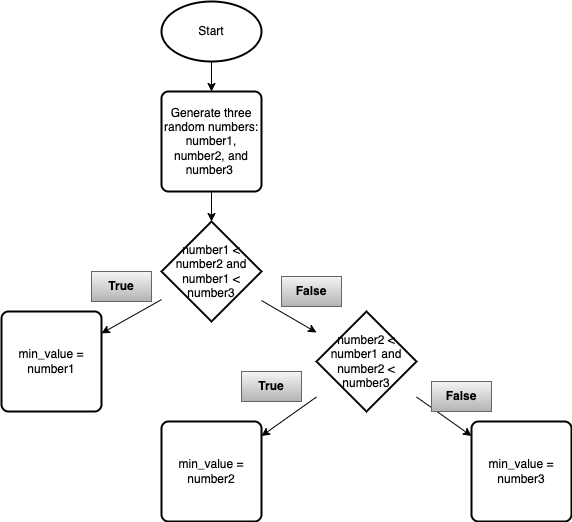 Start
Generate three
random numbers:
number1,
number2, and
number3
number1 <
number2 and
number1 <
number3
True
False
min_value =
number1
number2 <
number1 and
number2 <
number3
True
False
min_value =
number2
min_value =
number3